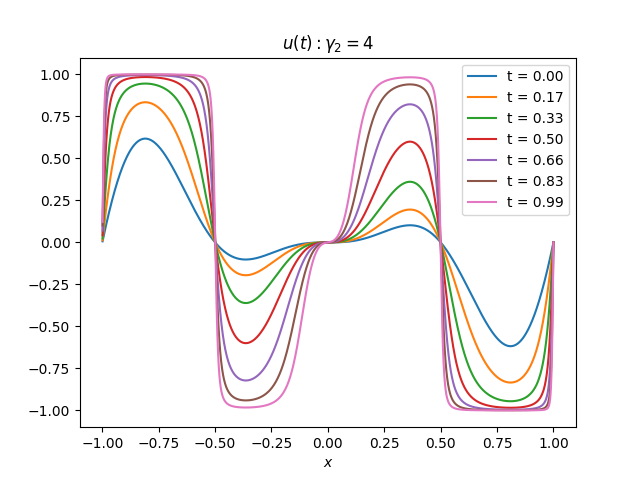 u(t) : γ₂ = 4
1.00
0.75
0.50
0.25
0.00
−0.25
−0.50
−0.75
−1.00
t = 0.00
t = 0.17
t = 0.33
t = 0.50
t = 0.66
t = 0.83
t = 0.99
−1.00 −0.75 −0.50 −0.25 0.00 0.25 0.50 0.75 1.00
x